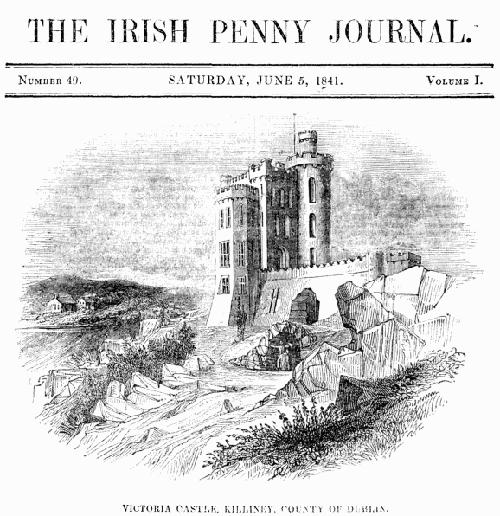 THE IRISH PENNY JOURNAL.
NUMBER 49. SATURDAY, JUNE 5, 1841. VOLUME I.
VICTORIA CASTLE, KILLINEY, COUNTY OF DUBLIN.